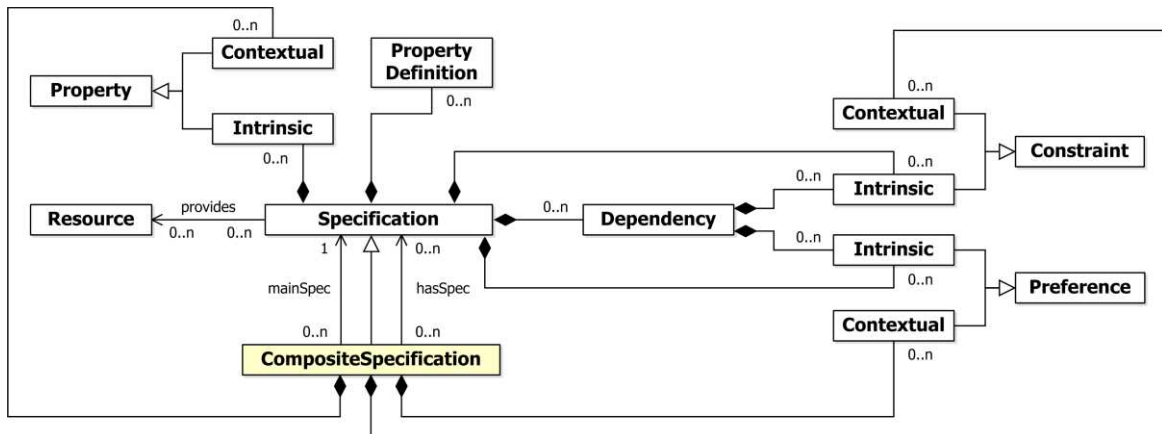 0..n
Contextual
Property
Definition
0..n
Property
0..n
Contextual
Intrinsic
0..n
Constraint
0..n
0..n
0..n
Intrinsic
Resource
provides
0..n
0..n
Specification
0..n
Dependency
1
0..n
0..n
Intrinsic
0..n
mainSpec
hasSpec
Preference
0..n
0..n
Contextual
0..n
CompositeSpecification